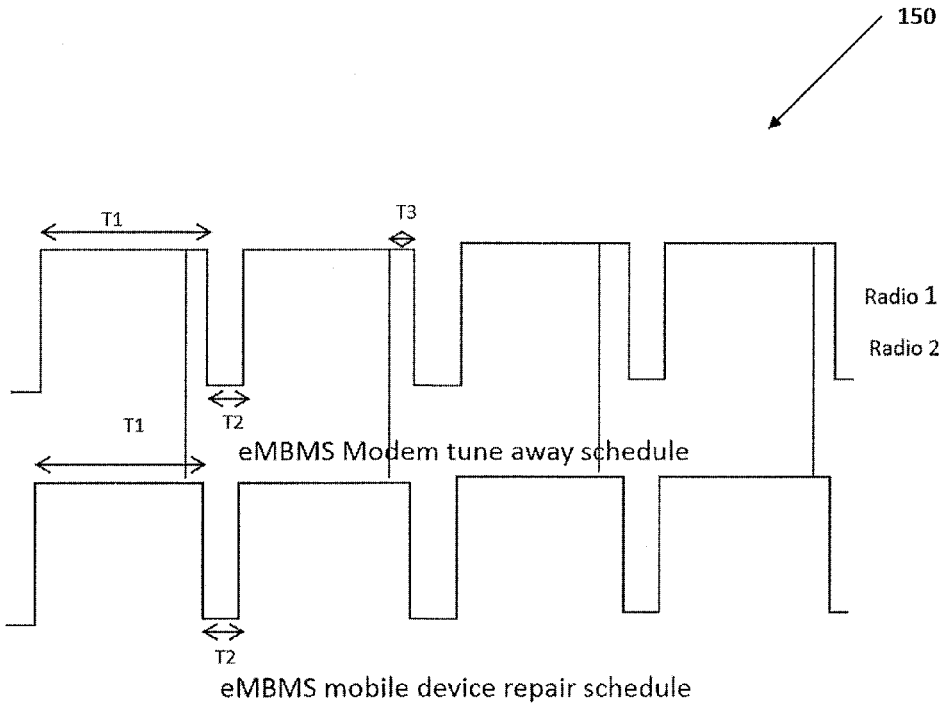 150
T1
T3
Radio 1
Radio 2
T2
T1
eMBMS Modem tune away schedule
T2
eMBMS mobile device repair schedule